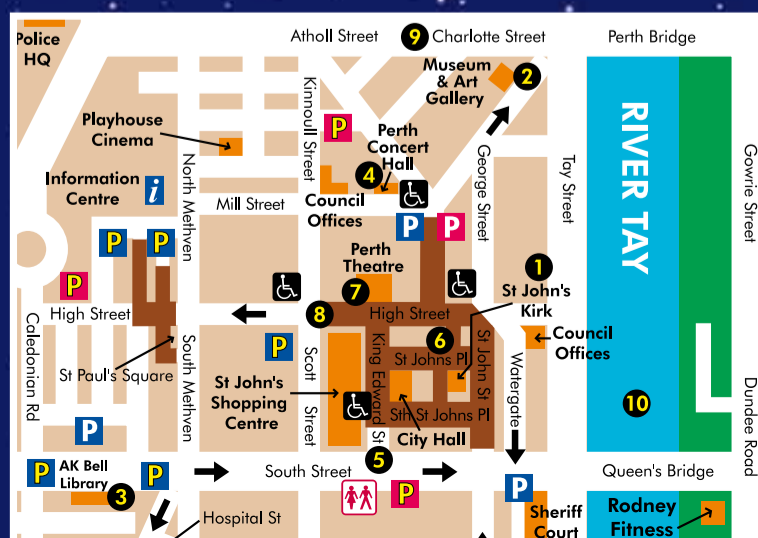 Police
HQ
Atholl Street
9
Charlotte Street
Perth Bridge
Museum
& Art
Gallery
2
Kinnoull Street
P
Playhouse
Cinema
Perth
Concert
Hall
4
RIVER TAY
Gowrie Street
George Street
Tay Street
North Methven
Information
Centre
i
Mill Street
Council
Offices
P
P
P
P
Perth
Theatre
7
1
St John's
Kirk
P
High Street
8
High Street
Caledonian Rd
St Paul's Square
South Methven
P
Scott
Street
King Edward St
6
St Johns Pl
St John St
Watergate
Council
Offices
St John's
Shopping
Centre
Sth St Johns Pl
City Hall
10
Dundee Road
P
P
AK Bell
Library
3
P
South Street
5
P
P
Queen's Bridge
Hospital St
Sheriff
Court
Rodney
Fitness